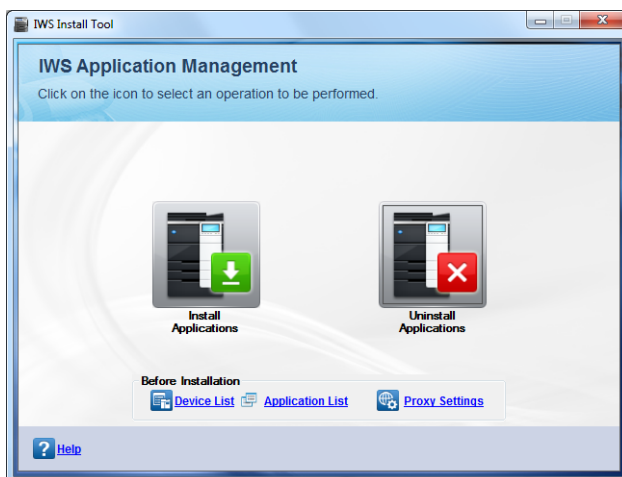 IWS Install Tool
IWS Application Management
Click on the icon to select an operation to be performed.
Install
Applications
Uninstall
Applications
Before Installation
Device List
Application List
Proxy Settings
Help